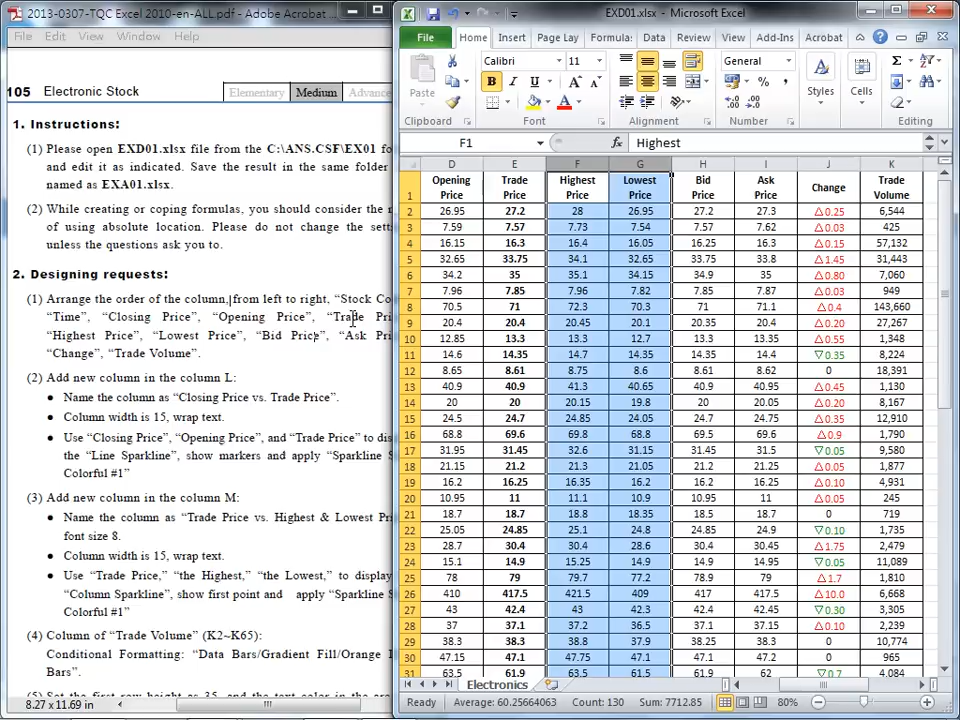 2013-0307-TQC Excel 2010-en-ALL.pdf - Adobe Acrobat
File Edit View Window Help
105 Electronic Stock Elementary Medium Advance
1. Instructions:
(1) Please open EXD01.xlsx file from the C:\ANS.CSF\EX01 fo
and edit it as indicated. Save the result in the same folder
named as EXA01.xlsx.
(2) While creating or copying formulas, you should consider the n
of using absolute location. Please do not change the sett
unless the questions ask you to.
2. Designing requests:
(1) Arrange the order of the column, from left to right, “Stock Co
“Time”, “Closing Price”, “Opening Price”, “Trade Pri
“Highest Price”, “Lowest Price”, “Bid Price”, “Ask Pri
“Change”, “Trade Volume”.
(2) Add new column in the column L:
● Name the column as “Closing Price vs. Trade Price”.
● Column width is 15, wrap text.
● Use “Closing Price”, “Opening Price”, and “Trade Price” to dis
the “Line Sparkline”, show markers and apply “Sparkline S
Colorful #1”
(3) Add new column in the column M:
● Name the column as “Trade Price vs. Highest & Lowest Pri
font size 8.
● Column width is 15, wrap text.
● Use “Trade Price,” “the Highest,” “the Lowest,” to display
“Column Sparkline”, show first point and apply “Sparkline S
Colorful #1”
(4) Column of “Trade Volume” (K2~K65):
Conditional Formatting: “Data Bars/Gradient Fill/Orange D
Bars”.
(5) Set the first row height as 35, and the text color in the are
8.27 x 11.69 in
EXD01.xlsx - Microsoft Excel
File Home Insert Page Lay Formula: Data Review View Add-Ins Acrobat
Paste Calibri 11 General Styles Cells
Clipboard Font Alignment Number Editing
F1 fx Highest
D E F G H I J K
1 Opening Price Trade Price Highest Price Lowest Price Bid Price Ask Price Change Trade Volume
2 26.95 27.2 28 26.95 27.2 27.3 △0.25 6,544
3 7.59 7.57 7.73 7.54 7.57 7.62 △0.03 425
4 16.15 16.3 16.4 16.05 16.25 16.3 △0.15 57,132
5 32.65 33.75 34.1 32.65 33.75 33.8 △1.45 31,443
6 34.2 35 35.1 34.15 34.9 35 △0.80 7,060
7 7.96 7.85 7.96 7.82 7.85 7.87 △0.03 949
8 70.5 71 72.3 70.3 71 71.1 △0.4 143,660
9 20.4 20.4 20.45 20.1 20.35 20.4 △0.20 27,267
10 12.85 13.3 13.3 12.7 13.3 13.35 △0.55 1,348
11 14.6 14.35 14.7 14.35 14.35 14.4 ▽0.35 8,224
12 8.65 8.61 8.75 8.6 8.61 8.62 0 18,391
13 40.9 40.9 41.3 40.65 40.9 40.95 △0.45 1,130
14 20 20 20.15 19.8 20 20.05 △0.20 8,167
15 24.5 24.7 24.85 24.05 24.7 24.75 △0.35 12,910
16 68.8 69.6 69.8 68.8 69.5 69.6 △0.9 1,790
17 31.95 31.45 32.6 31.15 31.45 31.5 ▽0.05 9,580
18 21.15 21.2 21.3 21.05 21.2 21.25 △0.05 1,877
19 16.2 16.25 16.35 16.2 16.25 16.3 △0.10 4,931
20 10.95 11 11.1 10.9 10.95 11 △0.05 245
21 18.7 18.7 18.8 18.35 18.5 18.7 0 719
22 25.05 24.85 25.1 24.8 24.85 24.9 ▽0.10 1,735
23 28.7 30.4 30.4 28.6 30.4 30.45 △1.75 2,479
24 15.1 14.9 15.25 14.9 14.9 14.95 ▽0.05 11,089
25 78 79 79.7 77.2 78.9 79 △1.7 1,810
26 410 417.5 421.5 409 417 417.5 △10.0 6,668
27 43 42.4 43 42.3 42.4 42.45 ▽0.30 3,305
28 37 37.1 37.2 36.5 37.1 37.15 △0.10 2,239
29 38.3 38.3 38.8 37.9 38.25 38.3 0 10,774
30 47.15 47.1 47.75 47.1 47.1 47.2 0 965
31 63.5 61.9 63.5 61.5 61.9 62 ▽0.7 4,084
Electronics
Ready Average: 60.25664063 Count: 130 Sum: 7712.85 80%